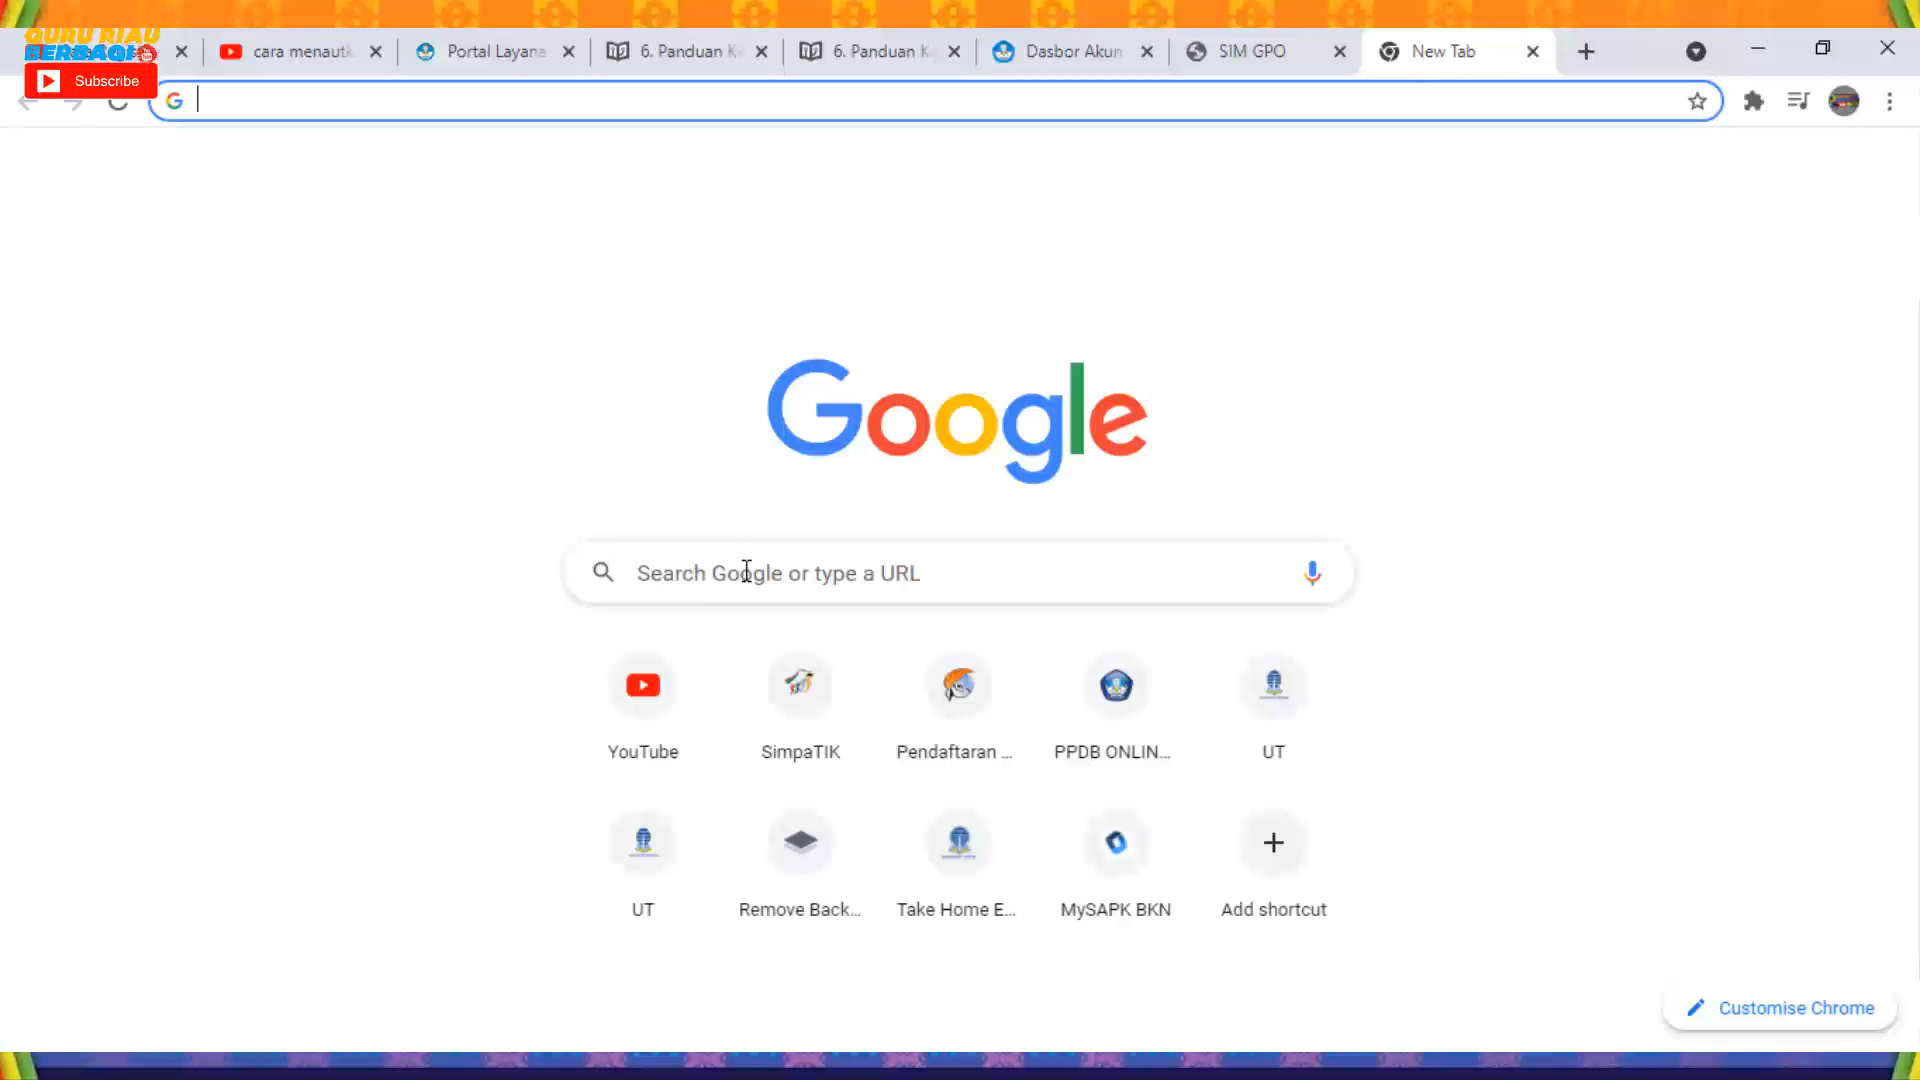 GURU RIAU
BERBAGI
Subscribe
cara menautk
Portal Layana
6. Panduan K
6. Panduan K
Dasbor Akun
SIM GPO
New Tab
Google
Search Google or type a URL
YouTube
SimpaTIK
Pendaftaran ...
PPDB ONLIN...
UT
UT
Remove Back...
Take Home E...
MySAPK BKN
Add shortcut
Customise Chrome